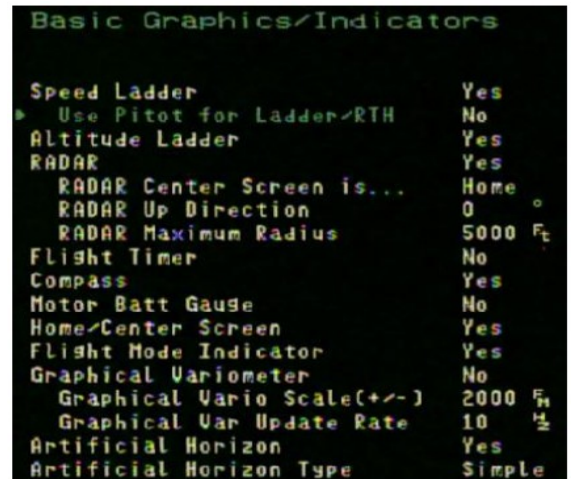 Basic Graphics/Indicators
Speed Ladder Yes
Use Pitot for Ladder/RTH No
Altitude Ladder Yes
RADAR Yes
RADAR Center Screen is... Home
RADAR Up Direction 0 °
RADAR Maximum Radius 5000 Ft
Flight Timer No
Compass Yes
Motor Batt Gauge No
Home/Center Screen Yes
Flight Mode Indicator Yes
Graphical Variometer No
Graphical Vario Scale(+/-) 2000 FM
Graphical Var Update Rate 10 Hz
Artificial Horizon Yes
Artificial Horizon Type Simple